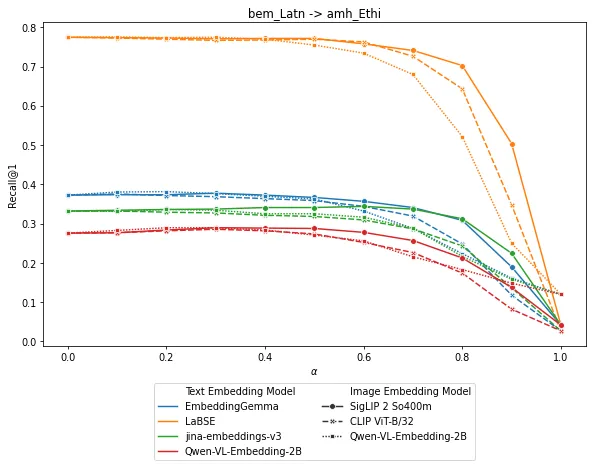 bem_Latn -> amh_Ethi
0.8
0.7
0.6
0.5
0.4
0.3
0.2
0.1
0.0
Recall@1
0.0 0.2 0.4 0.6 0.8 1.0
α
Text Embedding Model
EmbeddingGemma
LaBSE
jina-embeddings-v3
Qwen-VL-Embedding-2B
Image Embedding Model
SigLIP 2 So400m
CLIP ViT-B/32
Qwen-VL-Embedding-2B